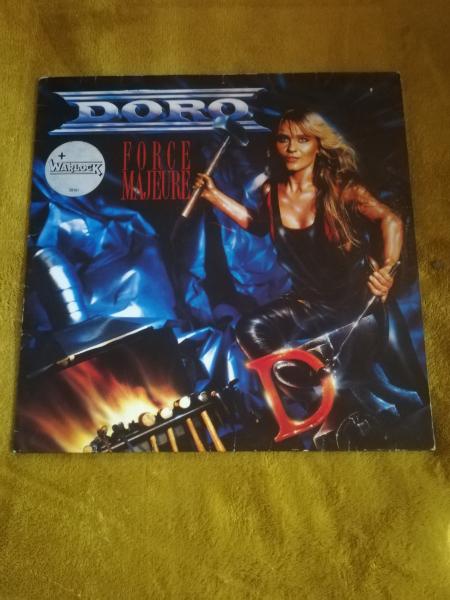 DORO
FORCE
MAJEURE
+
WARLOCK
D